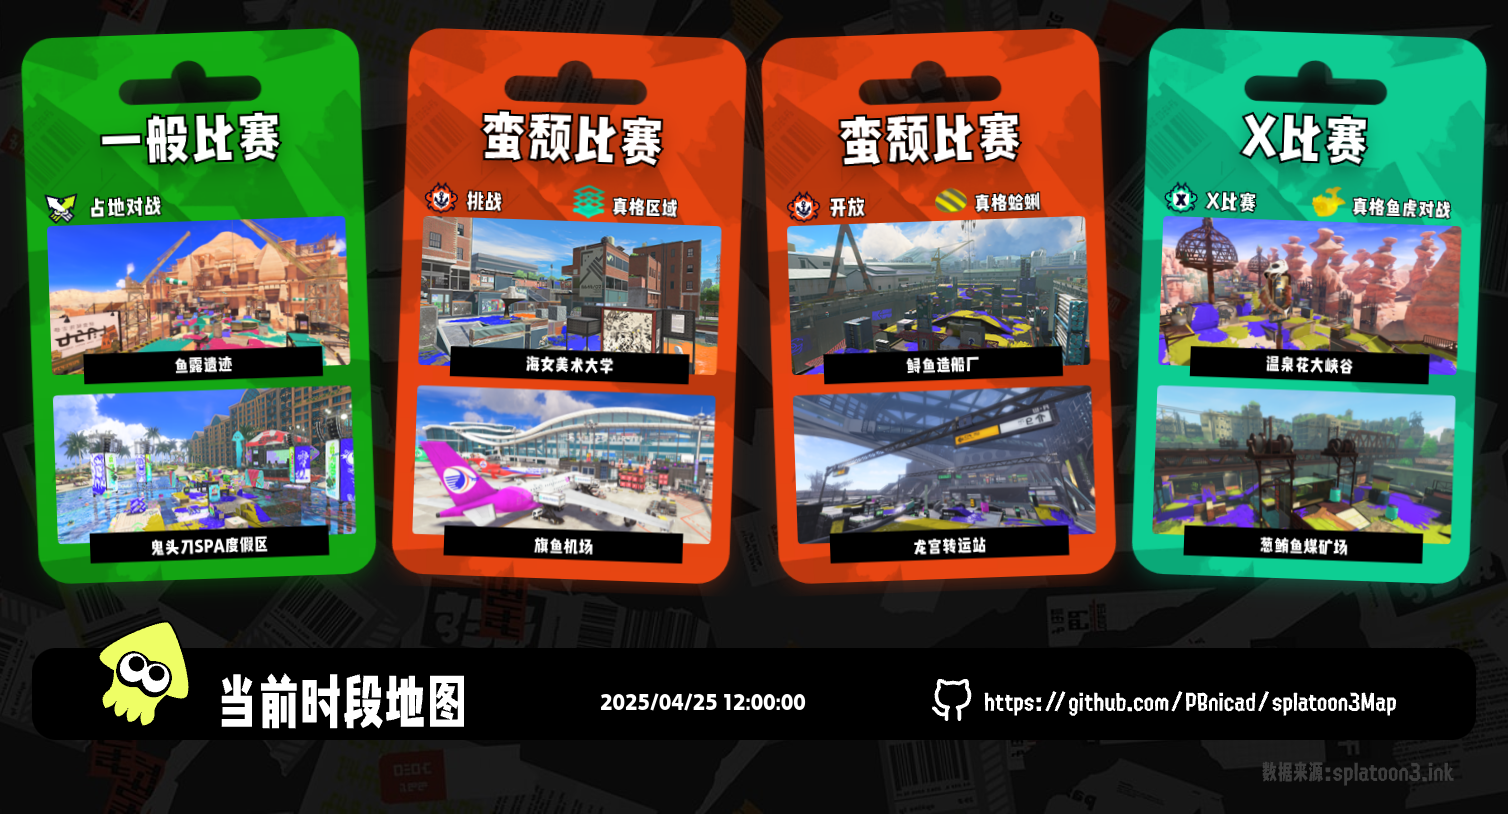 一般比赛
占地对战
鱼露遗迹
鬼头刀SPA度假区
蛮颓比赛
挑战
真格区域
海女美术大学
旗鱼机场
蛮颓比赛
开放
真格蛤蜊
鲟鱼造船厂
龙宫转运站
X比赛
X比赛
真格鱼虎对战
温泉花大峡谷
葱鲔鱼煤矿场
当前时段地图
2025/04/25 12:00:00
https://github.com/PBnicad/splatoon3Map
数据来源:splatoon3.ink